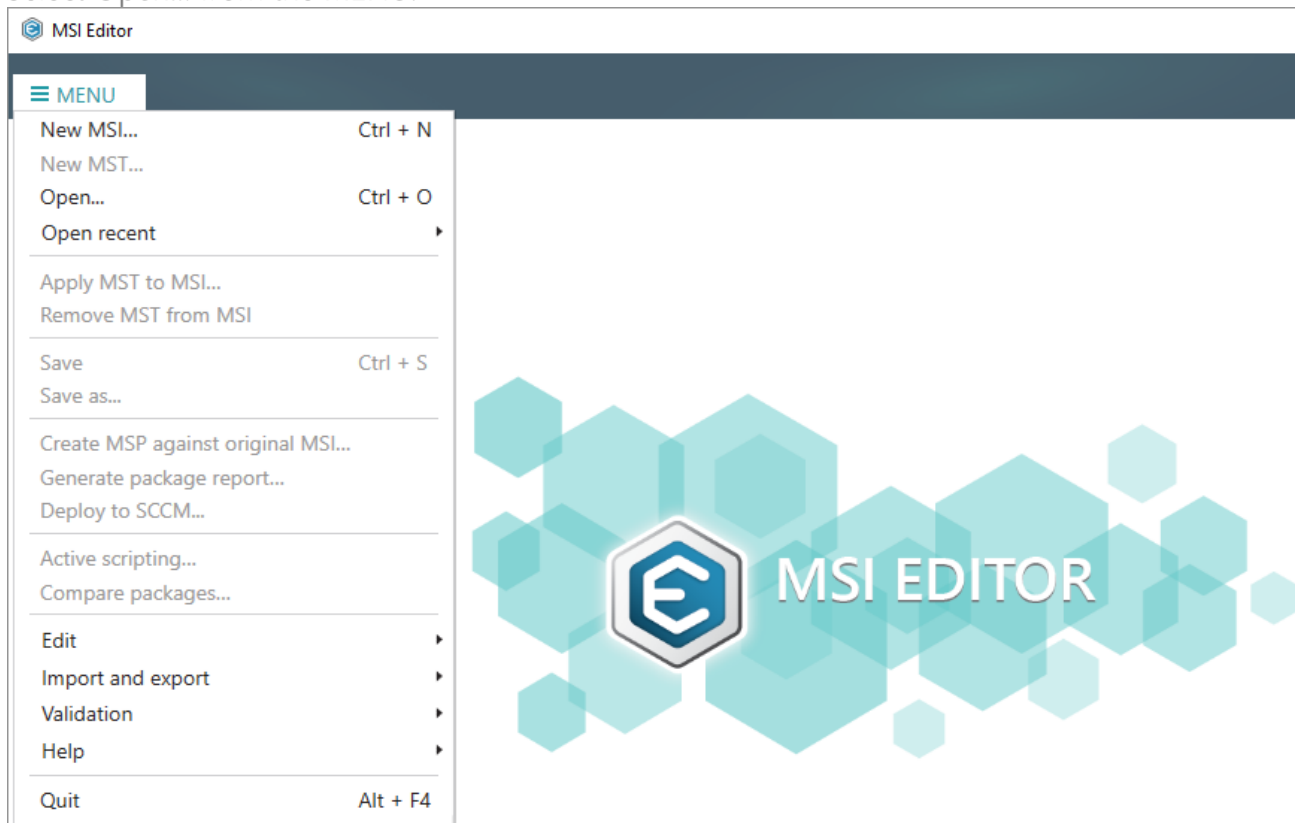 MSI Editor
MENU
New MSI... Ctrl + N
New MST...
Open... Ctrl + O
Open recent
Apply MST to MSI...
Remove MST from MSI
Save Ctrl + S
Save as...
Create MSP against original MSI...
Generate package report...
Deploy to SCCM...
Active scripting...
Compare packages...
Edit
Import and export
Validation
Help
Quit Alt + F4
MSI EDITOR